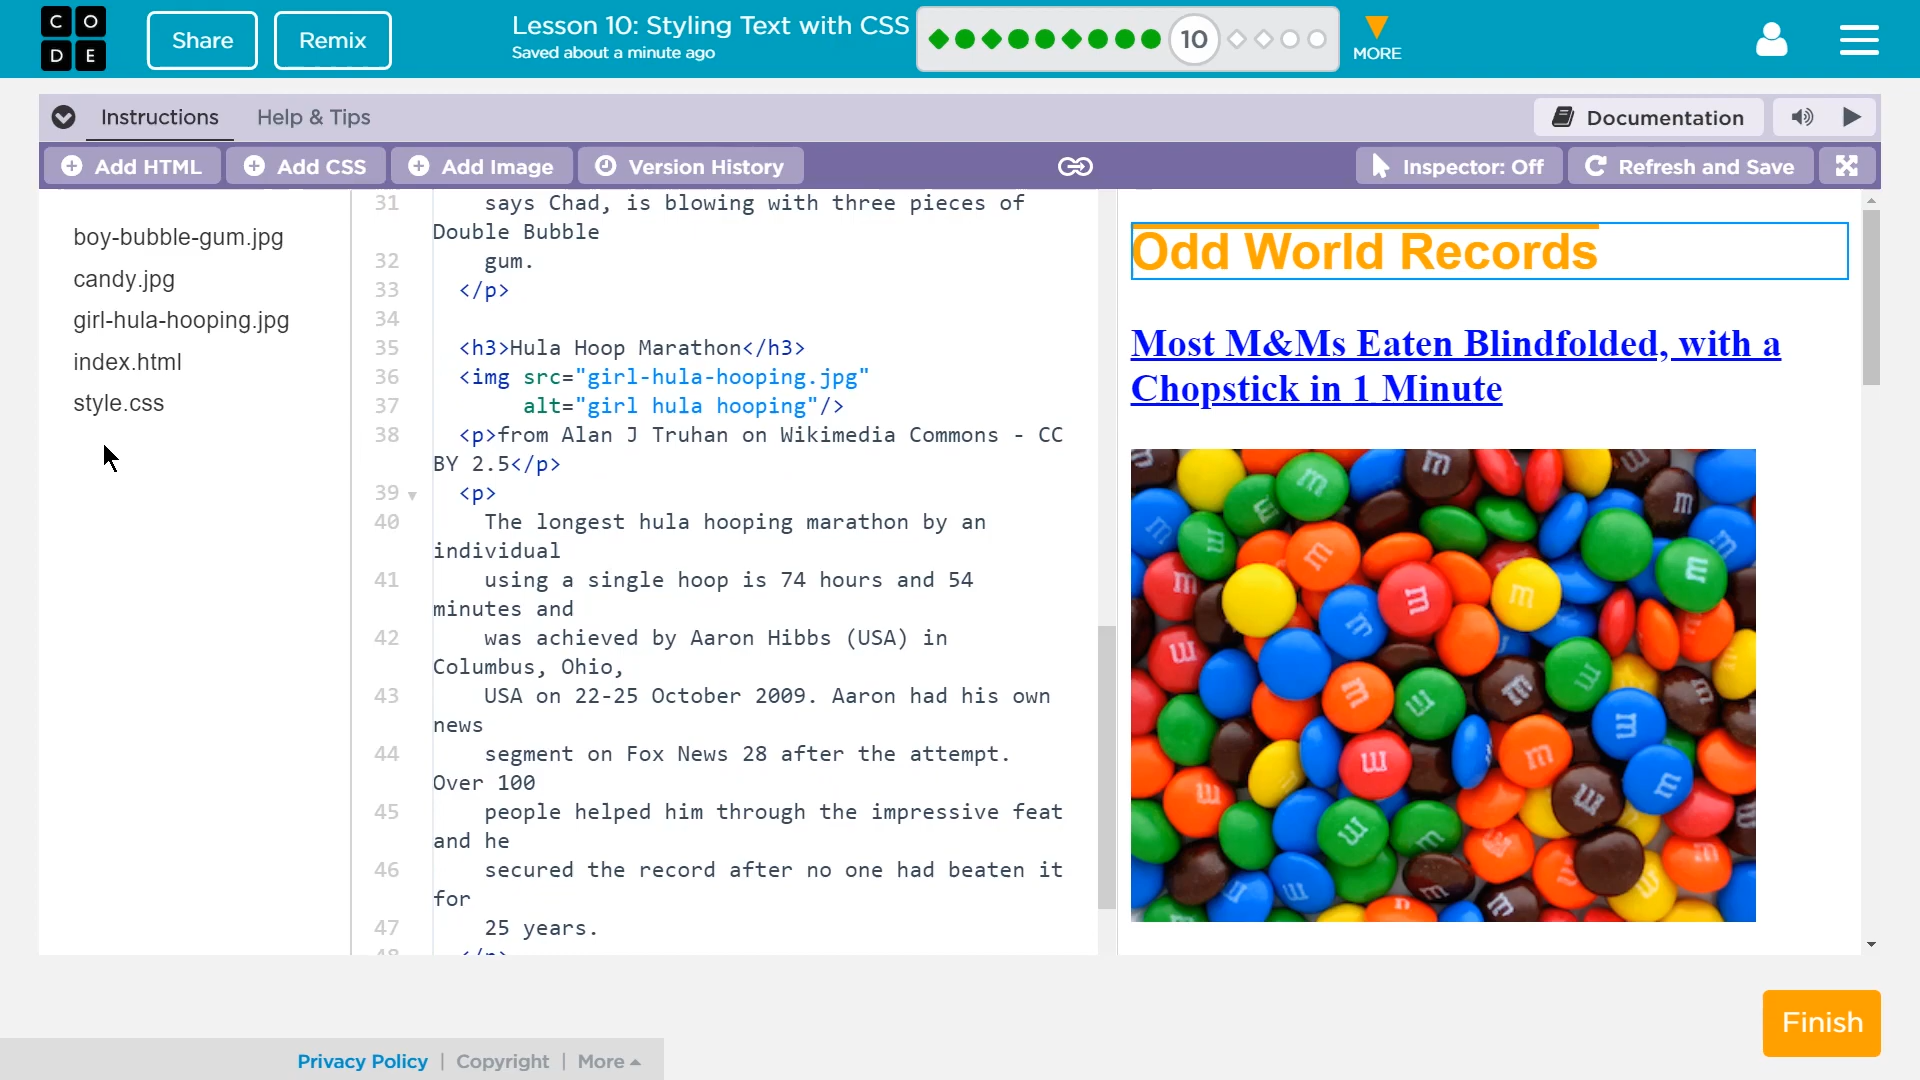 CODE
Share
Remix
Lesson 10: Styling Text with CSS
Saved about a minute ago
10
MORE
Instructions
Help & Tips
Documentation
Add HTML
Add CSS
Add Image
Version History
Inspector: Off
Refresh and Save
boy-bubble-gum.jpg
candy.jpg
girl-hula-hooping.jpg
index.html
style.css
31 says Chad, is blowing with three pieces of
Double Bubble
32 gum.
33 </p>
34
35 <h3>Hula Hoop Marathon</h3>
36 <img src="girl-hula-hooping.jpg"
37 alt="girl hula hooping"/>
38 <p>from Alan J Truhan on Wikimedia Commons - CC
BY 2.5</p>
39 <p>
40 The longest hula hooping marathon by an
individual
41 using a single hoop is 74 hours and 54
minutes and
42 was achieved by Aaron Hibbs (USA) in
Columbus, Ohio,
43 USA on 22-25 October 2009. Aaron had his own
news
44 segment on Fox News 28 after the attempt.
Over 100
45 people helped him through the impressive feat
and he
46 secured the record after no one had beaten it
for
47 25 years.
48 </p>
Odd World Records
Most M&Ms Eaten Blindfolded, with a
Chopstick in 1 Minute
Finish
Privacy Policy | Copyright | More